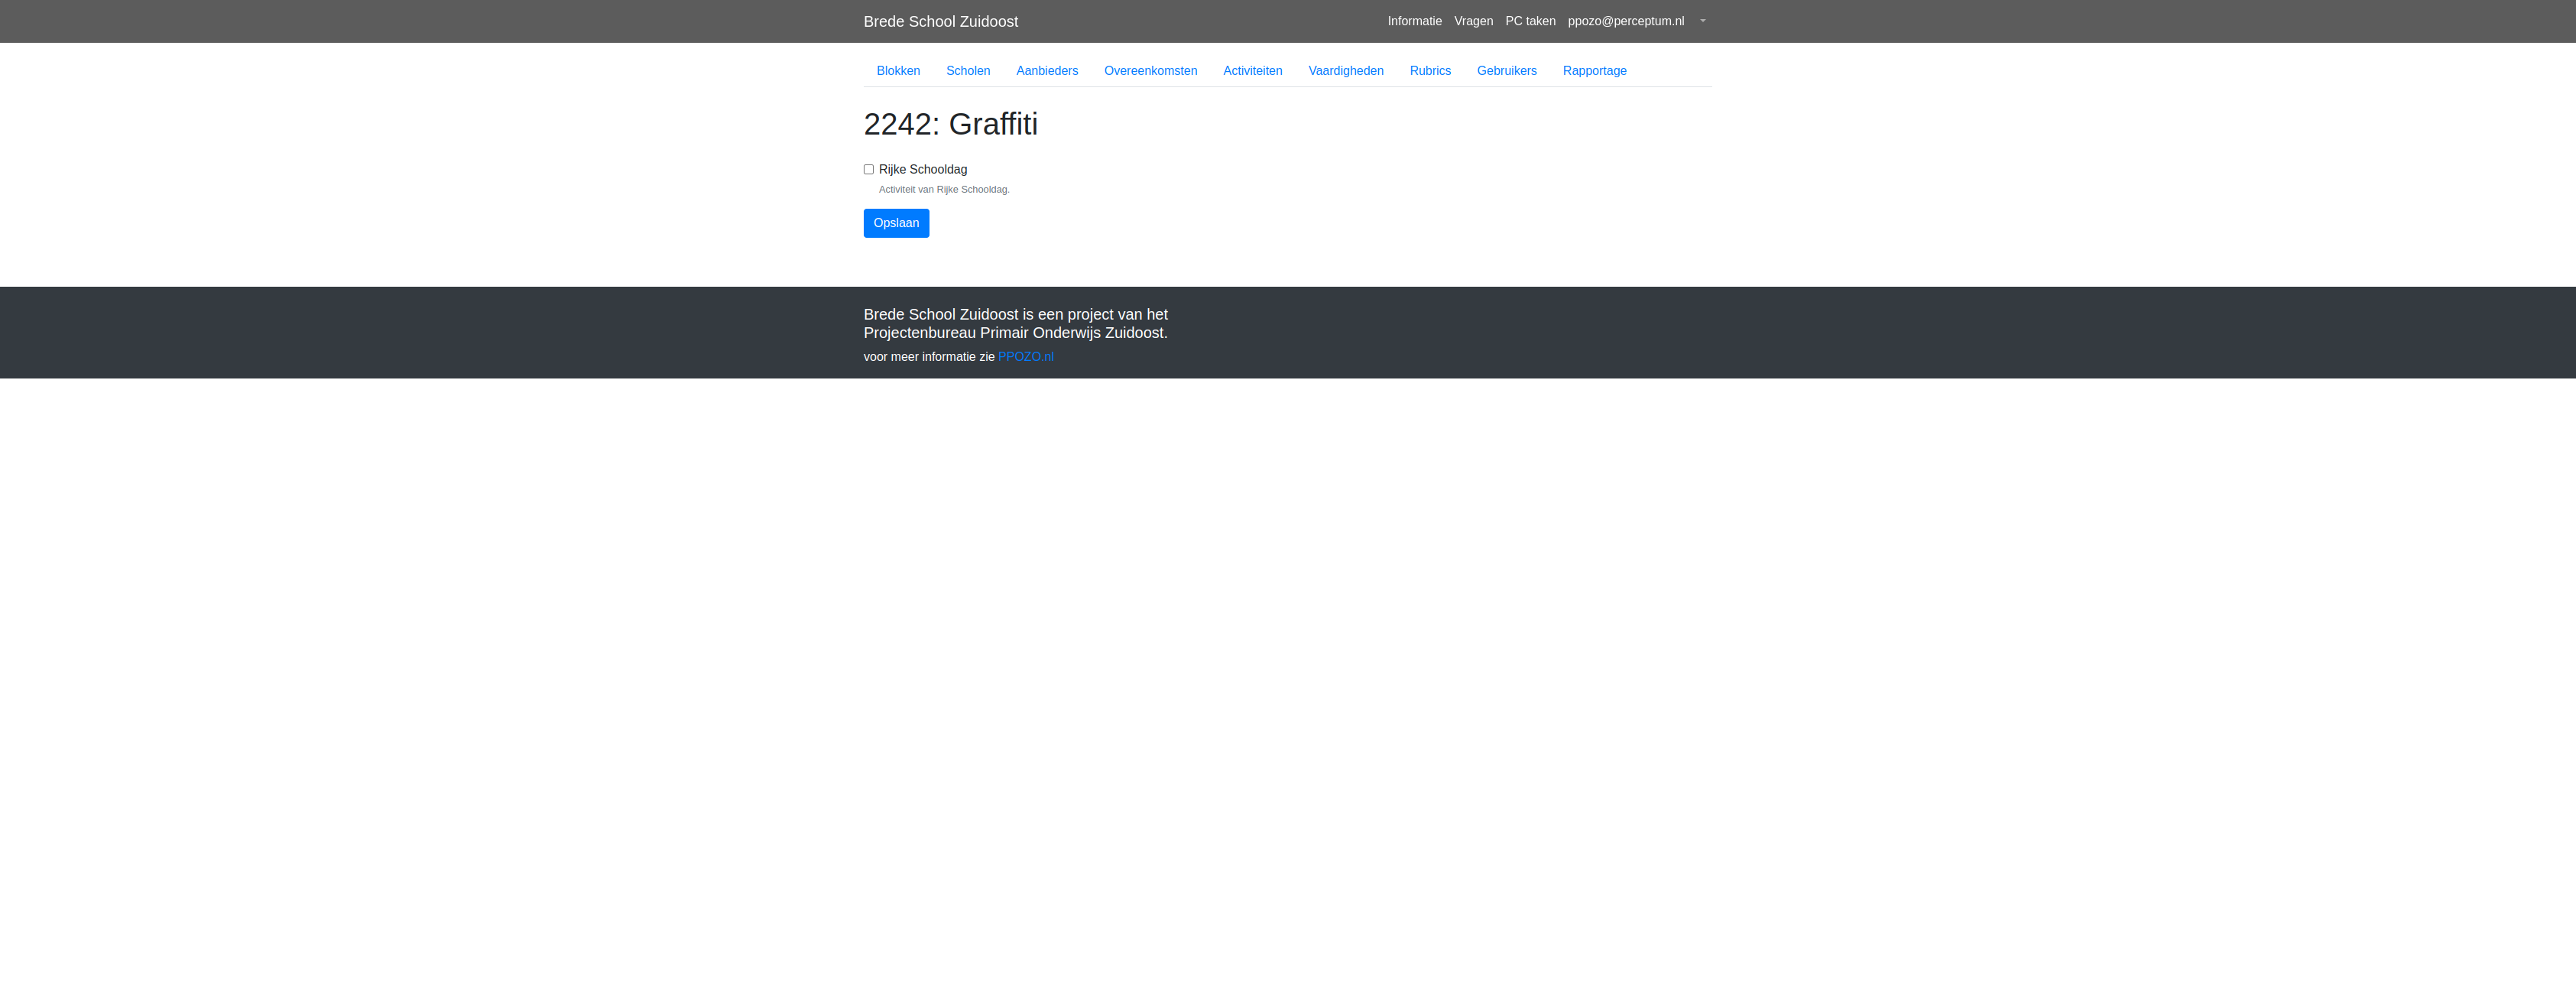 Brede School Zuidoost Informatie Vragen PC taken ppozo@perceptum.nl
Blokken Scholen Aanbieders Overeenkomsten Activiteiten Vaardigheden Rubrics Gebruikers Rapportage
2242: Graffiti
Rijke Schooldag
Activiteit van Rijke Schooldag.
Opslaan
Brede School Zuidoost is een project van het
Projectenbureau Primair Onderwijs Zuidoost.
voor meer informatie zie PPOZO.nl